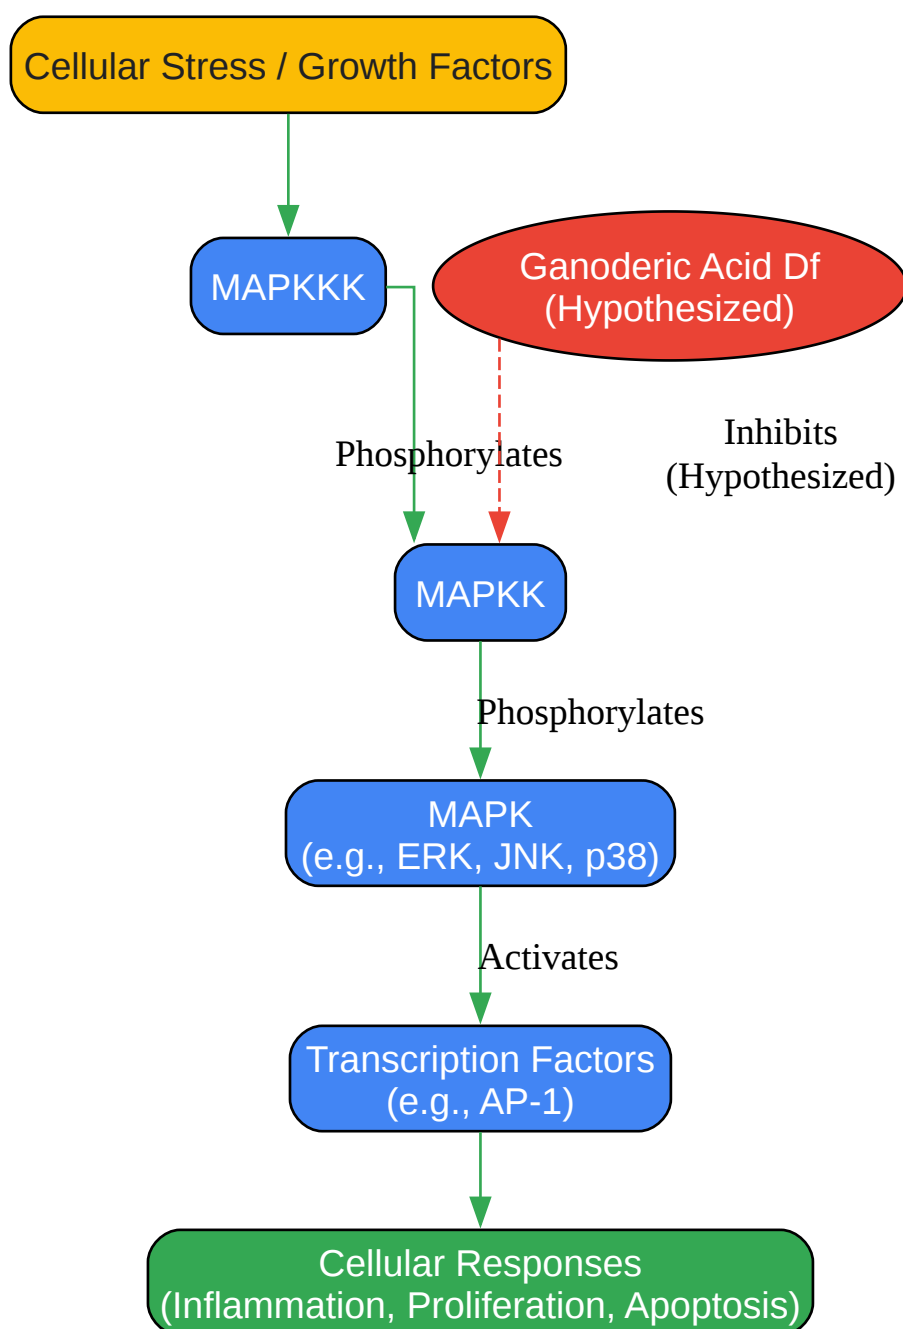 Cellular Stress / Growth Factors
MAPKKK
Ganoderic Acid Df
(Hypothesized)
Phosphorylates
Inhibits
(Hypothesized)
MAPKK
Phosphorylates
MAPK
(e.g., ERK, JNK, p38)
Activates
Transcription Factors
(e.g., AP-1)
Cellular Responses
(Inflammation, Proliferation, Apoptosis)